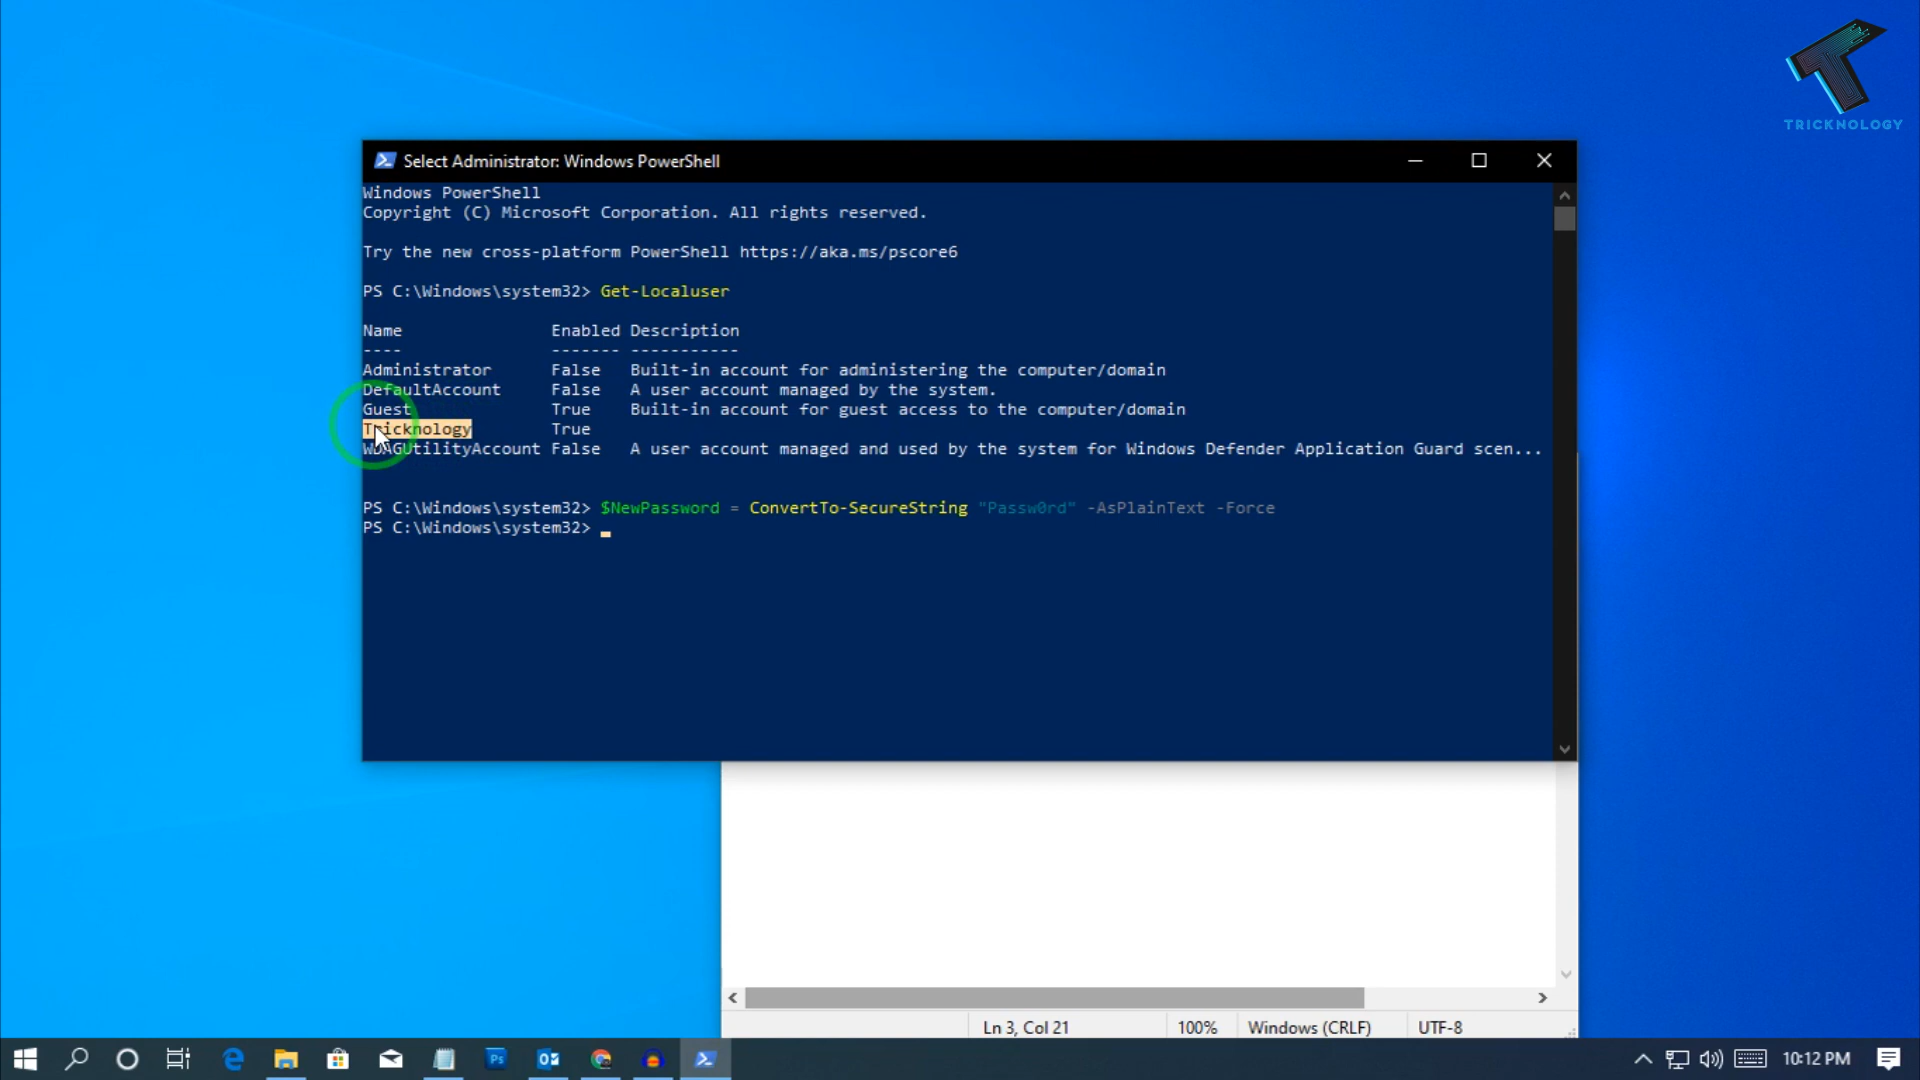 TRICKNOLOGY
Select Administrator: Windows PowerShell
Windows PowerShell
Copyright (C) Microsoft Corporation. All rights reserved.
Try the new cross-platform PowerShell https://aka.ms/pscore6
PS C:\Windows\system32> Get-Localuser
Name Enabled Description
---- ------- -----------
Administrator False Built-in account for administering the computer/domain
DefaultAccount False A user account managed by the system.
Guest True Built-in account for guest access to the computer/domain
Tricknology True
WDAGUtilityAccount False A user account managed and used by the system for Windows Defender Application Guard scen...
PS C:\Windows\system32> $NewPassword = ConvertTo-SecureString "Passw0rd" -AsPlainText -Force
PS C:\Windows\system32>
Ln 3, Col 21 100% Windows (CRLF) UTF-8
Ps
10:12 PM